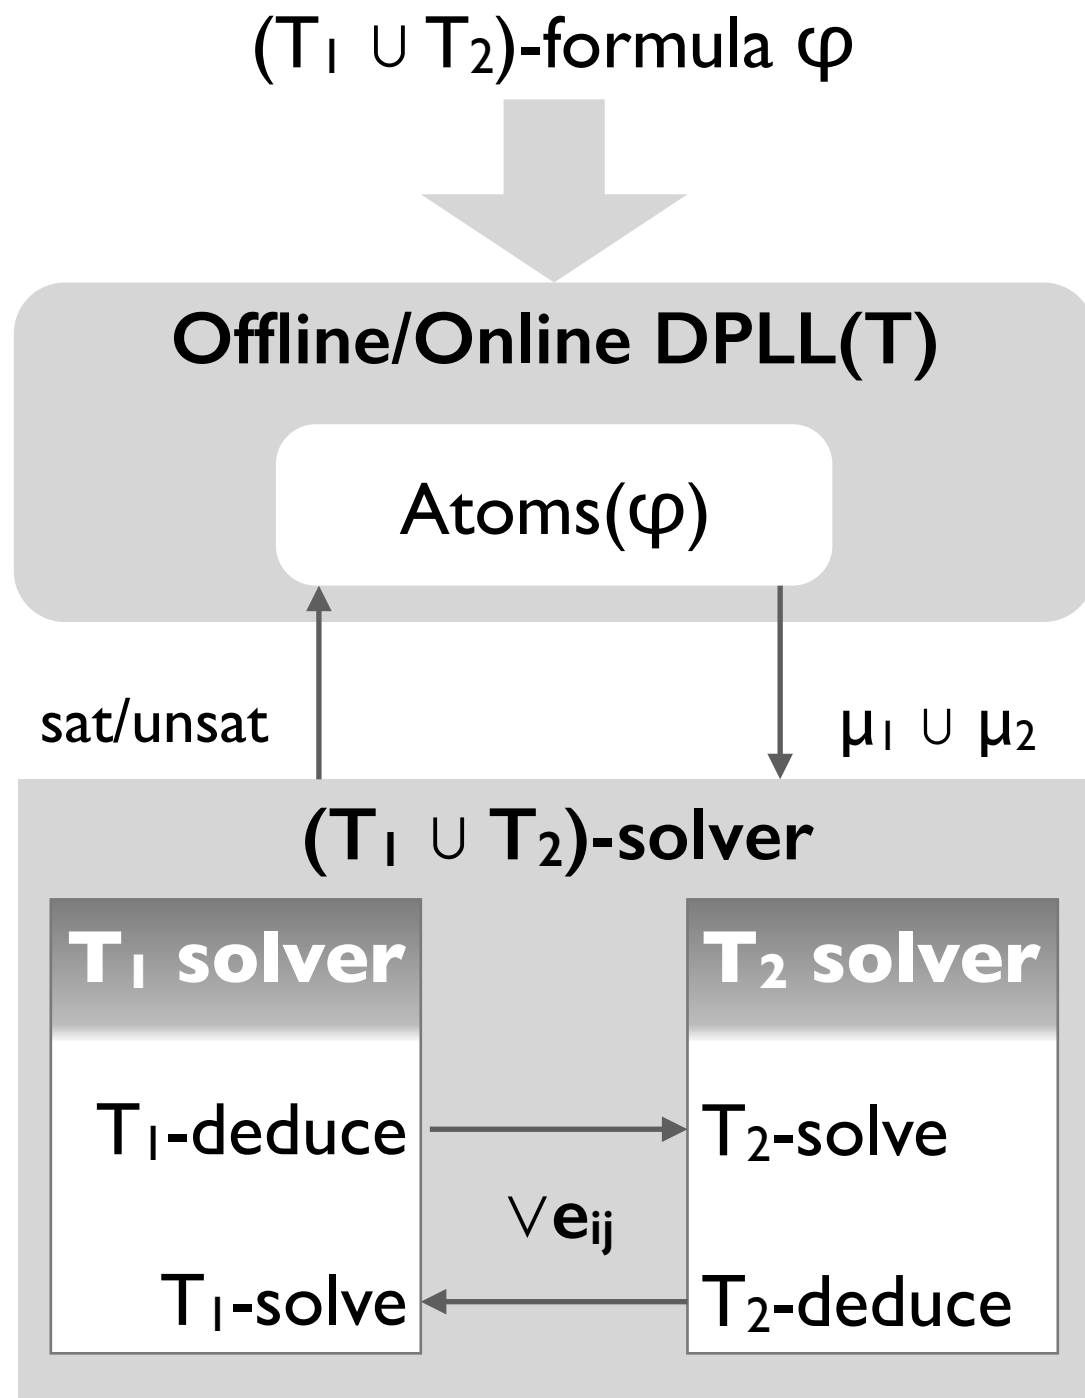 (T₁ ∪ T₂)-formula φ
Offline/Online DPLL(T)
Atoms(φ)
sat/unsat
μ₁ ∪ μ₂
(T₁ ∪ T₂)-solver
T₁ solver
T₂ solver
T₁-deduce
T₂-solve
∨eᵢⱼ
T₁-solve
T₂-deduce